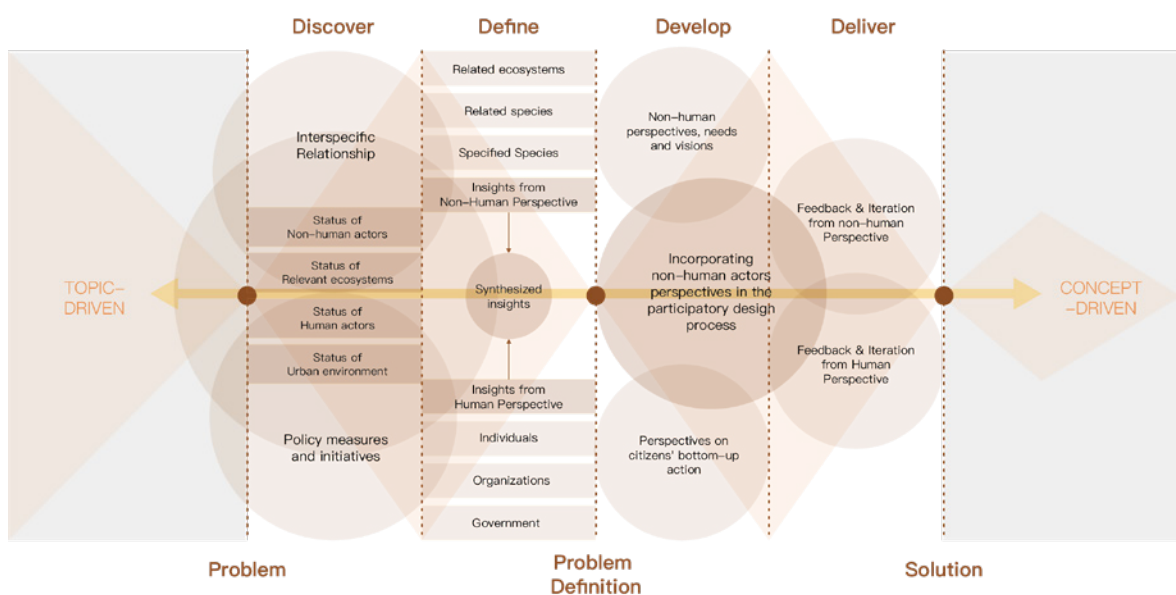 Discover
Define
Develop
Deliver
TOPIC-
DRIVEN
Interspecific
Relationship
Status of
Non-human actors
Status of
Relevant ecosystems
Status of
Human actors
Status of
Urban environment
Policy measures
and initiatives
Related ecosystems
Related species
Specified Species
Insights from
Non-Human Perspective
Synthesized
insights
Insights from
Human Perspective
Individuals
Organizations
Government
Non-human
perspectives, needs
and visions
Incorporating
non-human actors
perspectives in the
participatory desigh
process
Perspectives on
citizens' bottom-up
action
Feedback & Iteration
from non-human
Perspective
Feedback & Iteration
from Human
Perspective
CONCEPT
-DRIVEN
Problem
Problem
Definition
Solution